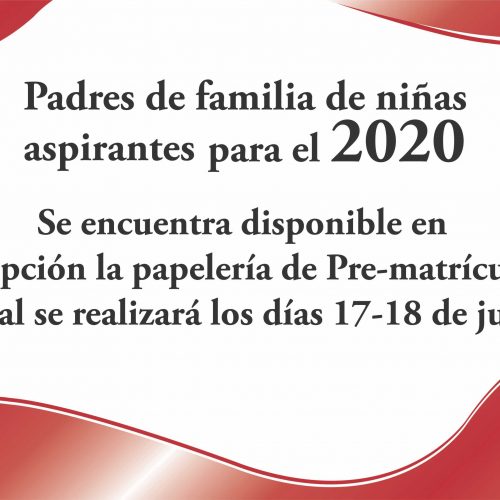 Padres de familia de niñas
aspirantes para el 2020
Se encuentra disponible en
pción la papelería de Pre-matrícu
al se realizará los días 17-18 de ju